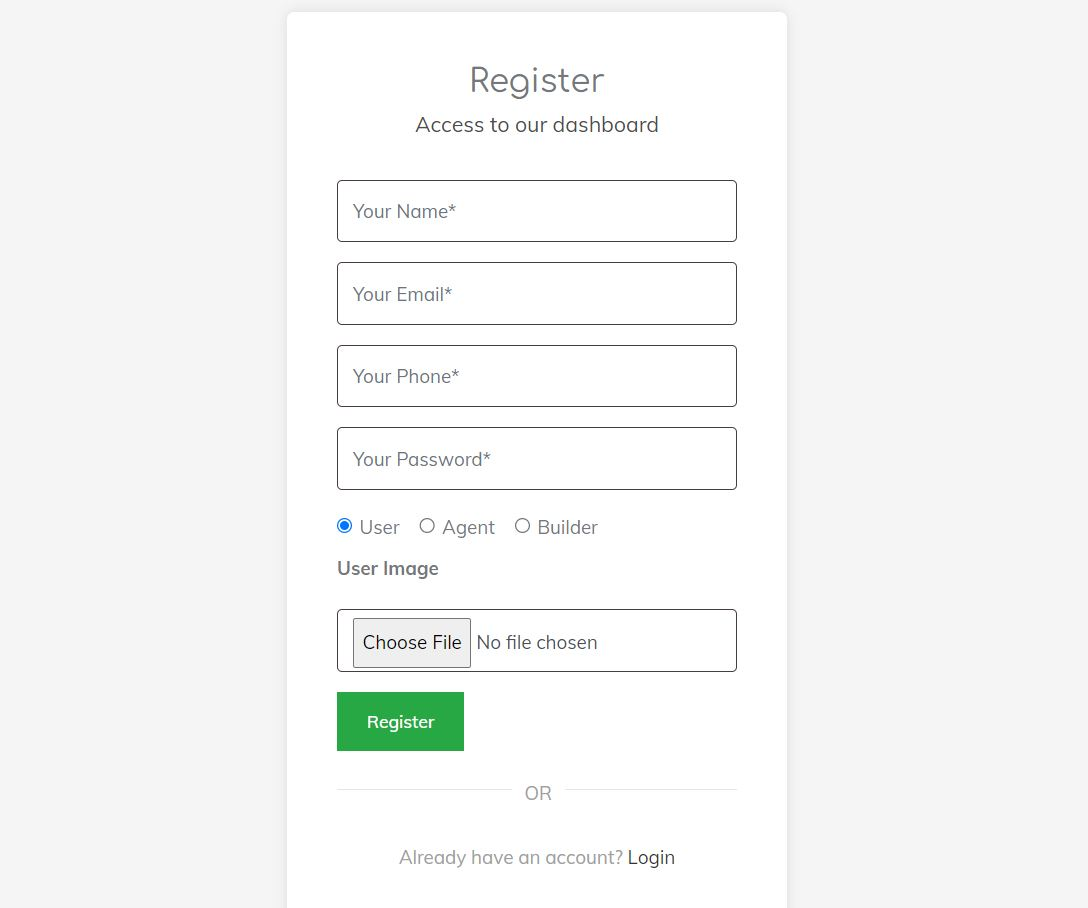 Register
Access to our dashboard
Your Name*
Your Email*
Your Phone*
Your Password*
User Agent Builder
User Image
Choose File No file chosen
Register
OR
Already have an account? Login